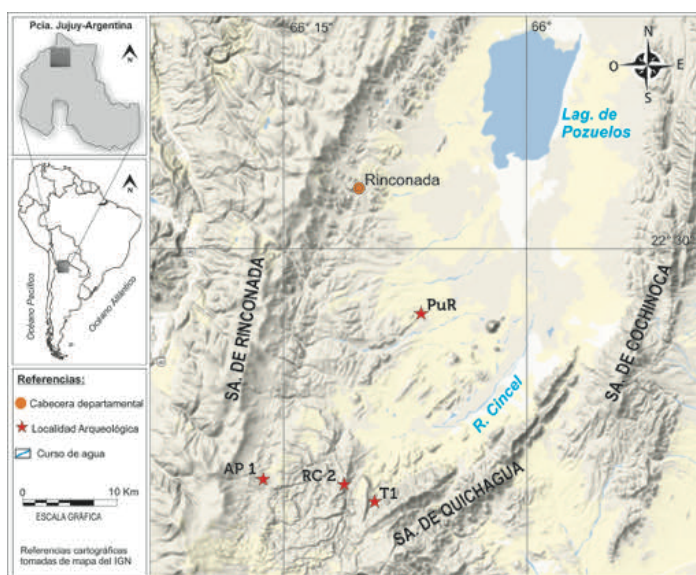 Pcia. Jujuy-Argentina
N
N
Océano Pacífico
Océano Atlántico
Referencias:
Cabecera departamental
Localidad Arqueológica
Curso de agua
0 10 Km
ESCALA GRÁFICA
Referencias cartográficas
tomadas de mapa del IGN
66° 15'
66°
N
O E
S
Lag. de
Pozuelos
Rinconada
22° 30'
SA. DE RINCONADA
PuR
SA. DE COCHINOCA
R. Cincel
AP 1
RC 2
T1
SA. DE QUICHAGUA